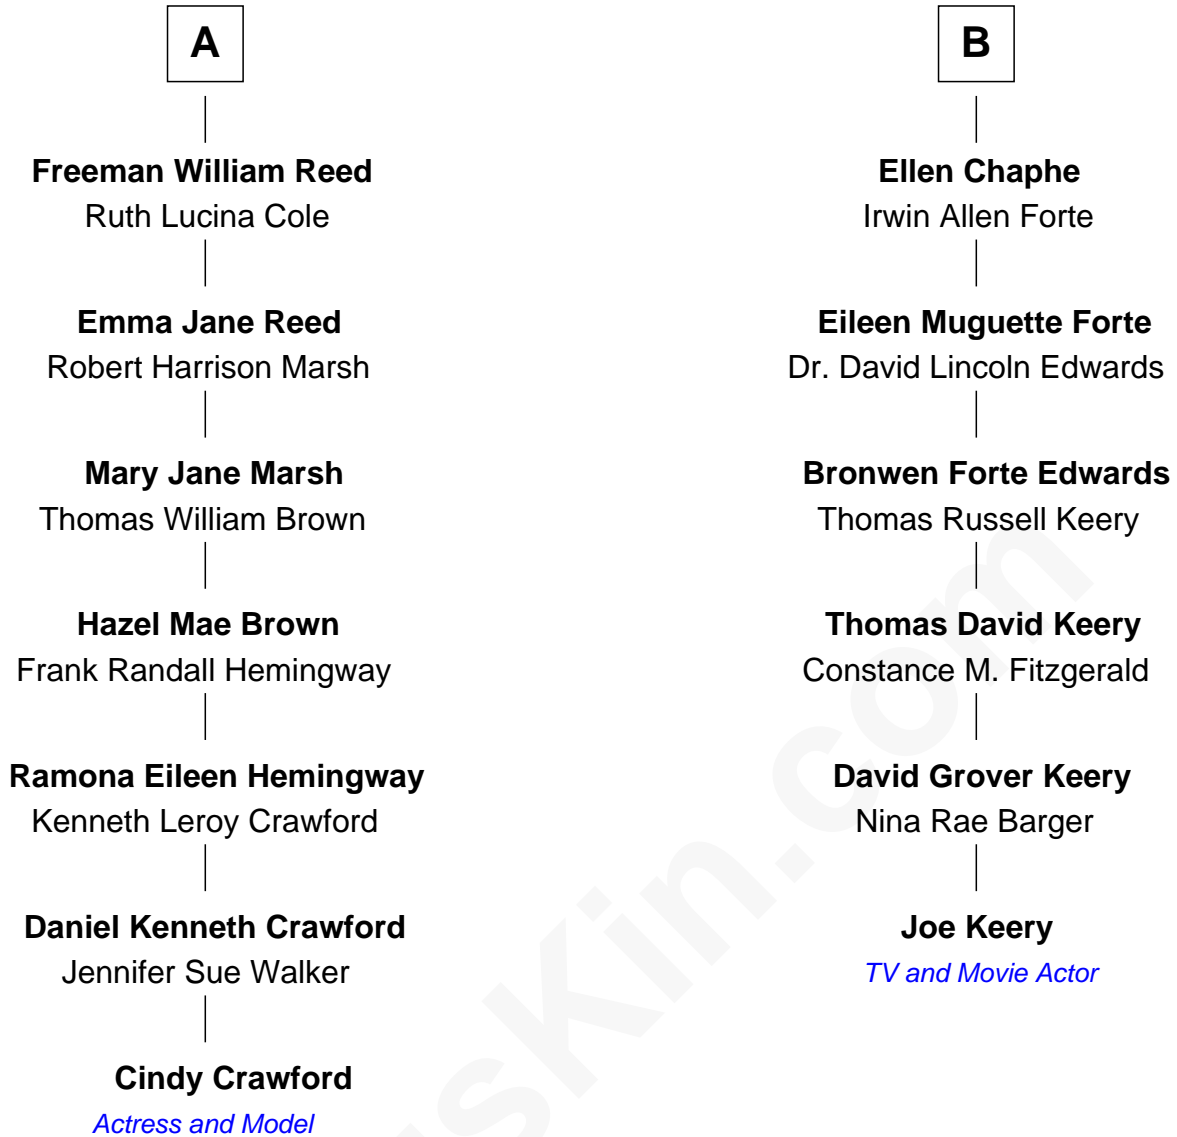 A
Freeman William Reed
Ruth Lucina Cole
Emma Jane Reed
Robert Harrison Marsh
Mary Jane Marsh
Thomas William Brown
Hazel Mae Brown
Frank Randall Hemingway
Ramona Eileen Hemingway
Kenneth Leroy Crawford
Daniel Kenneth Crawford
Jennifer Sue Walker
Cindy Crawford
Actress and Model
B
Ellen Chaphe
Irwin Allen Forte
Eileen Muguette Forte
Dr. David Lincoln Edwards
Bronwen Forte Edwards
Thomas Russell Keery
Thomas David Keery
Constance M. Fitzgerald
David Grover Keery
Nina Rae Barger
Joe Keery
TV and Movie Actor